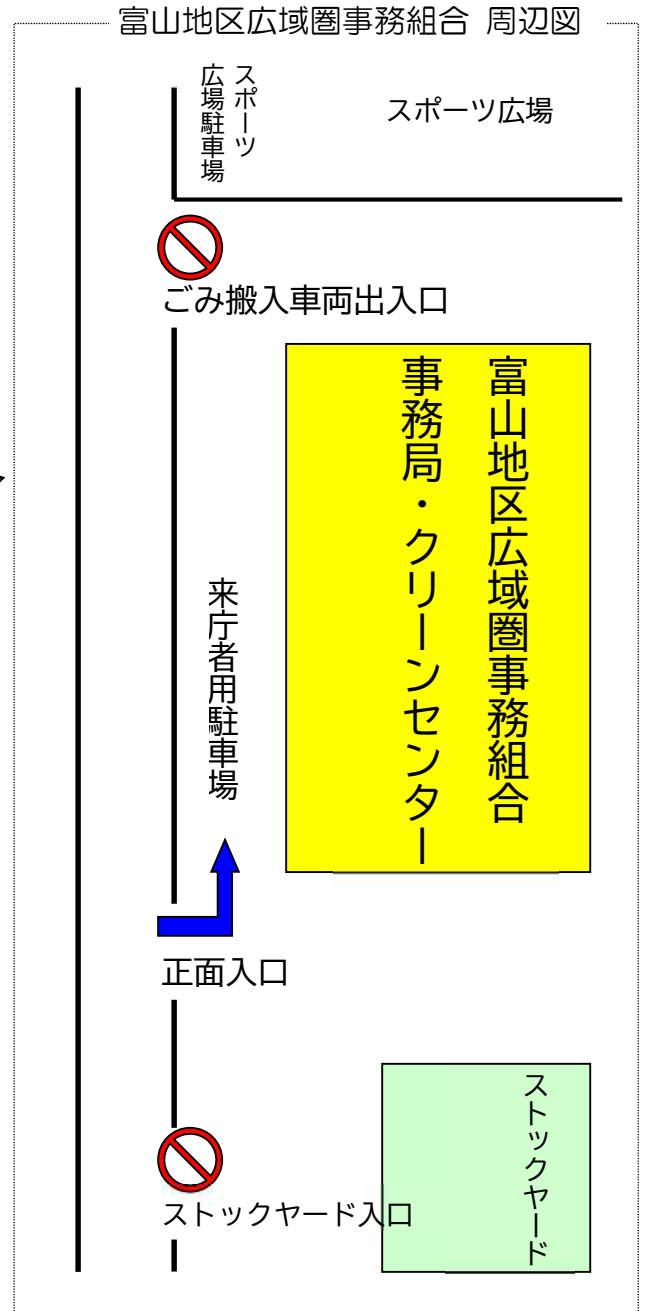 富山地区広域圏事務組合 周辺図
スポーツ
広場駐車場
スポーツ広場
ごみ搬入車両出入口
富山地区広域圏事務組合
事務局・クリーンセンター
来庁者用駐車場
正面入口
ストックヤード
ストックヤード入口